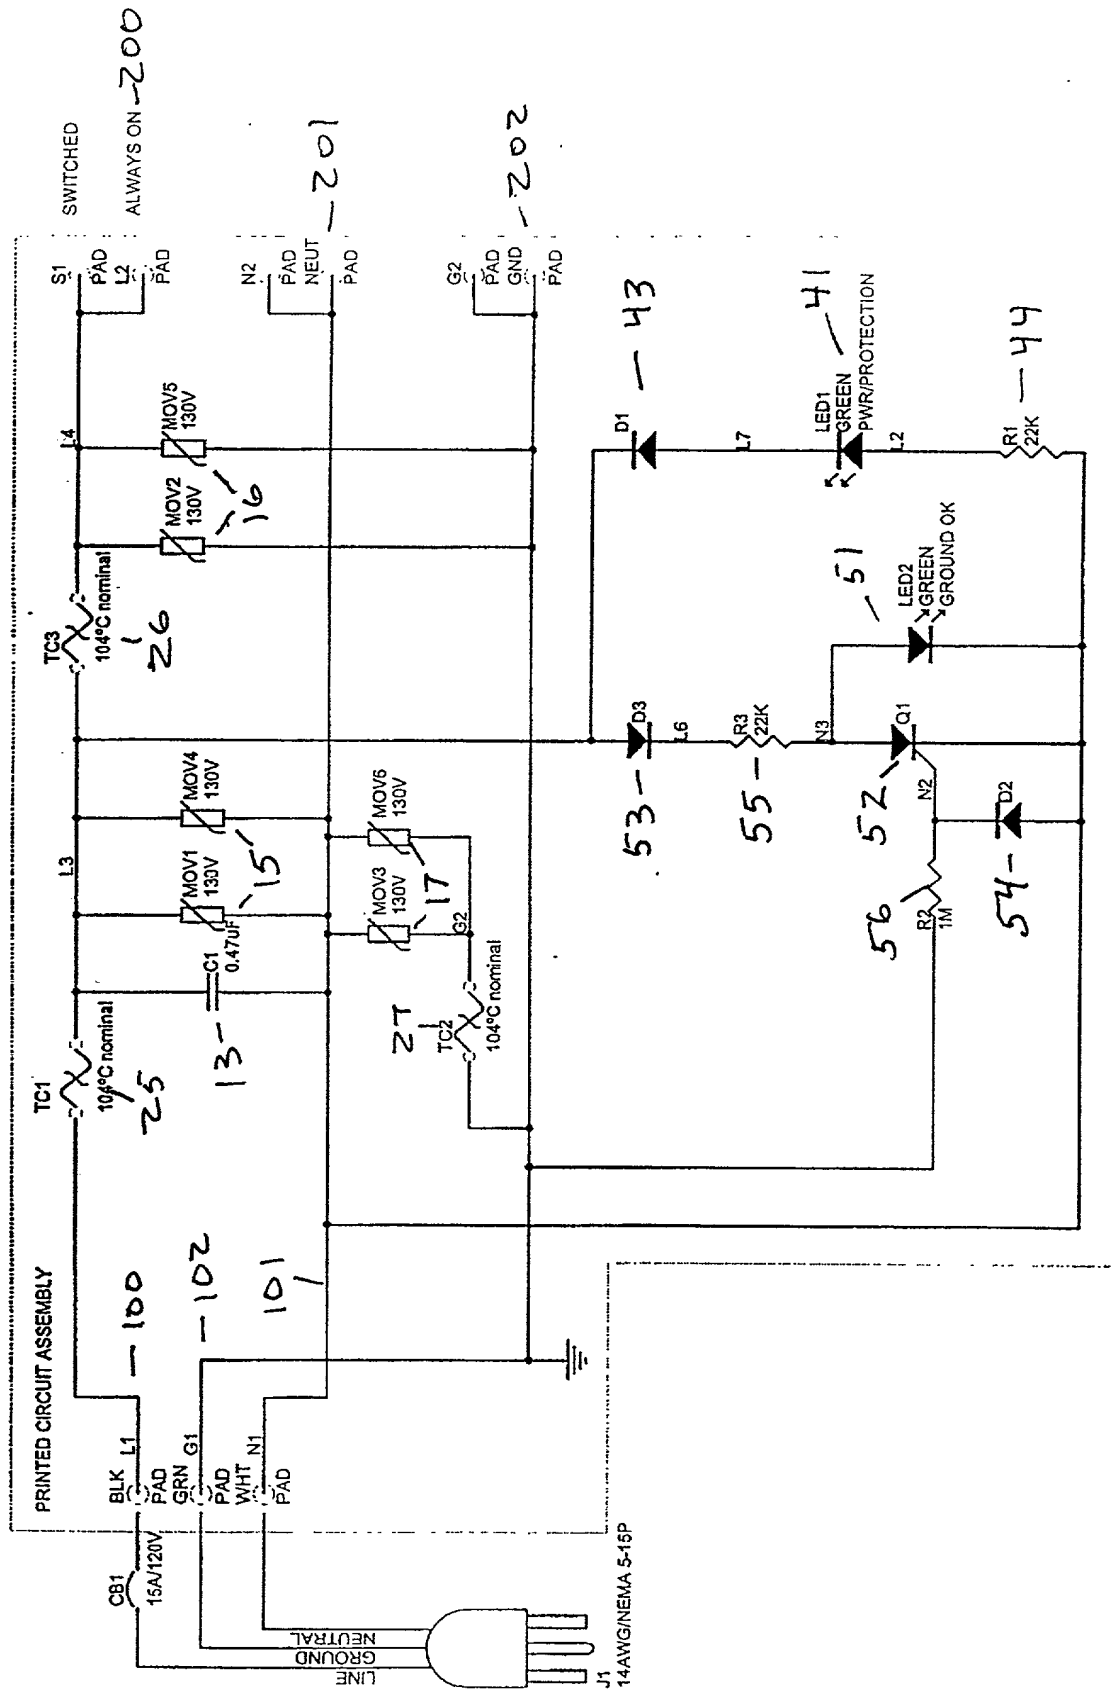 PRINTED CIRCUIT ASSEMBLY
J1
14AWG/NEMA 5-15P
LINE
GROUND
NEUTRAL
CB1
15A/120V
BLK
PAD
L1
GRN
PAD
G1
WHT
PAD
N1
100
102
101
TC1
104°C nominal
25
L3
C1
0.47uF
13
MOV1
130V
MOV4
130V
15
MOV3
130V
MOV6
130V
17
G2
TC2
104°C nominal
27
TC3
104°C nominal
26
MOV2
130V
MOV5
130V
16
L4
S1
PAD
L2
PAD
SWITCHED
ALWAYS ON
200
N2
PAD
NEUT
PAD
201
G2
PAD
GND
PAD
202
D1
43
L7
LED1
GREEN
PWR/PROTECTION
41
L2
R1
22K
44
D3
53
L6
R3
22K
55
N3
51
LED2
GREEN
GROUND OK
Q1
52
N2
D2
54
R2
1M
56